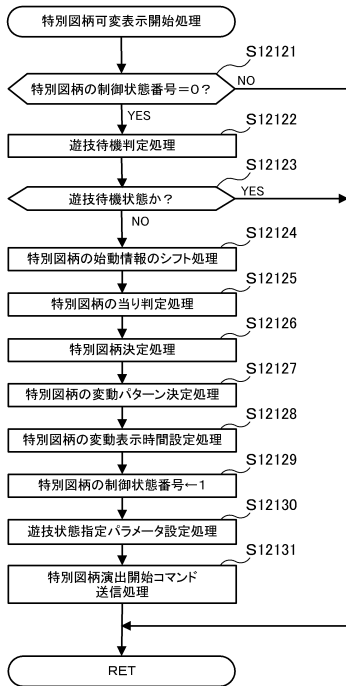 特別図柄可変表示開始処理
S12121
特別図柄の制御状態番号=0?
NO
YES
S12122
遊技待機判定処理
S12123
遊技待機状態か?
YES
NO
S12124
特別図柄の始動情報のシフト処理
S12125
特別図柄の当り判定処理
S12126
特別図柄決定処理
S12127
特別図柄の変動パターン決定処理
S12128
特別図柄の変動表示時間設定処理
S12129
特別図柄の制御状態番号←1
S12130
遊技状態指定パラメータ設定処理
S12131
特別図柄演出開始コマンド
送信処理
RET